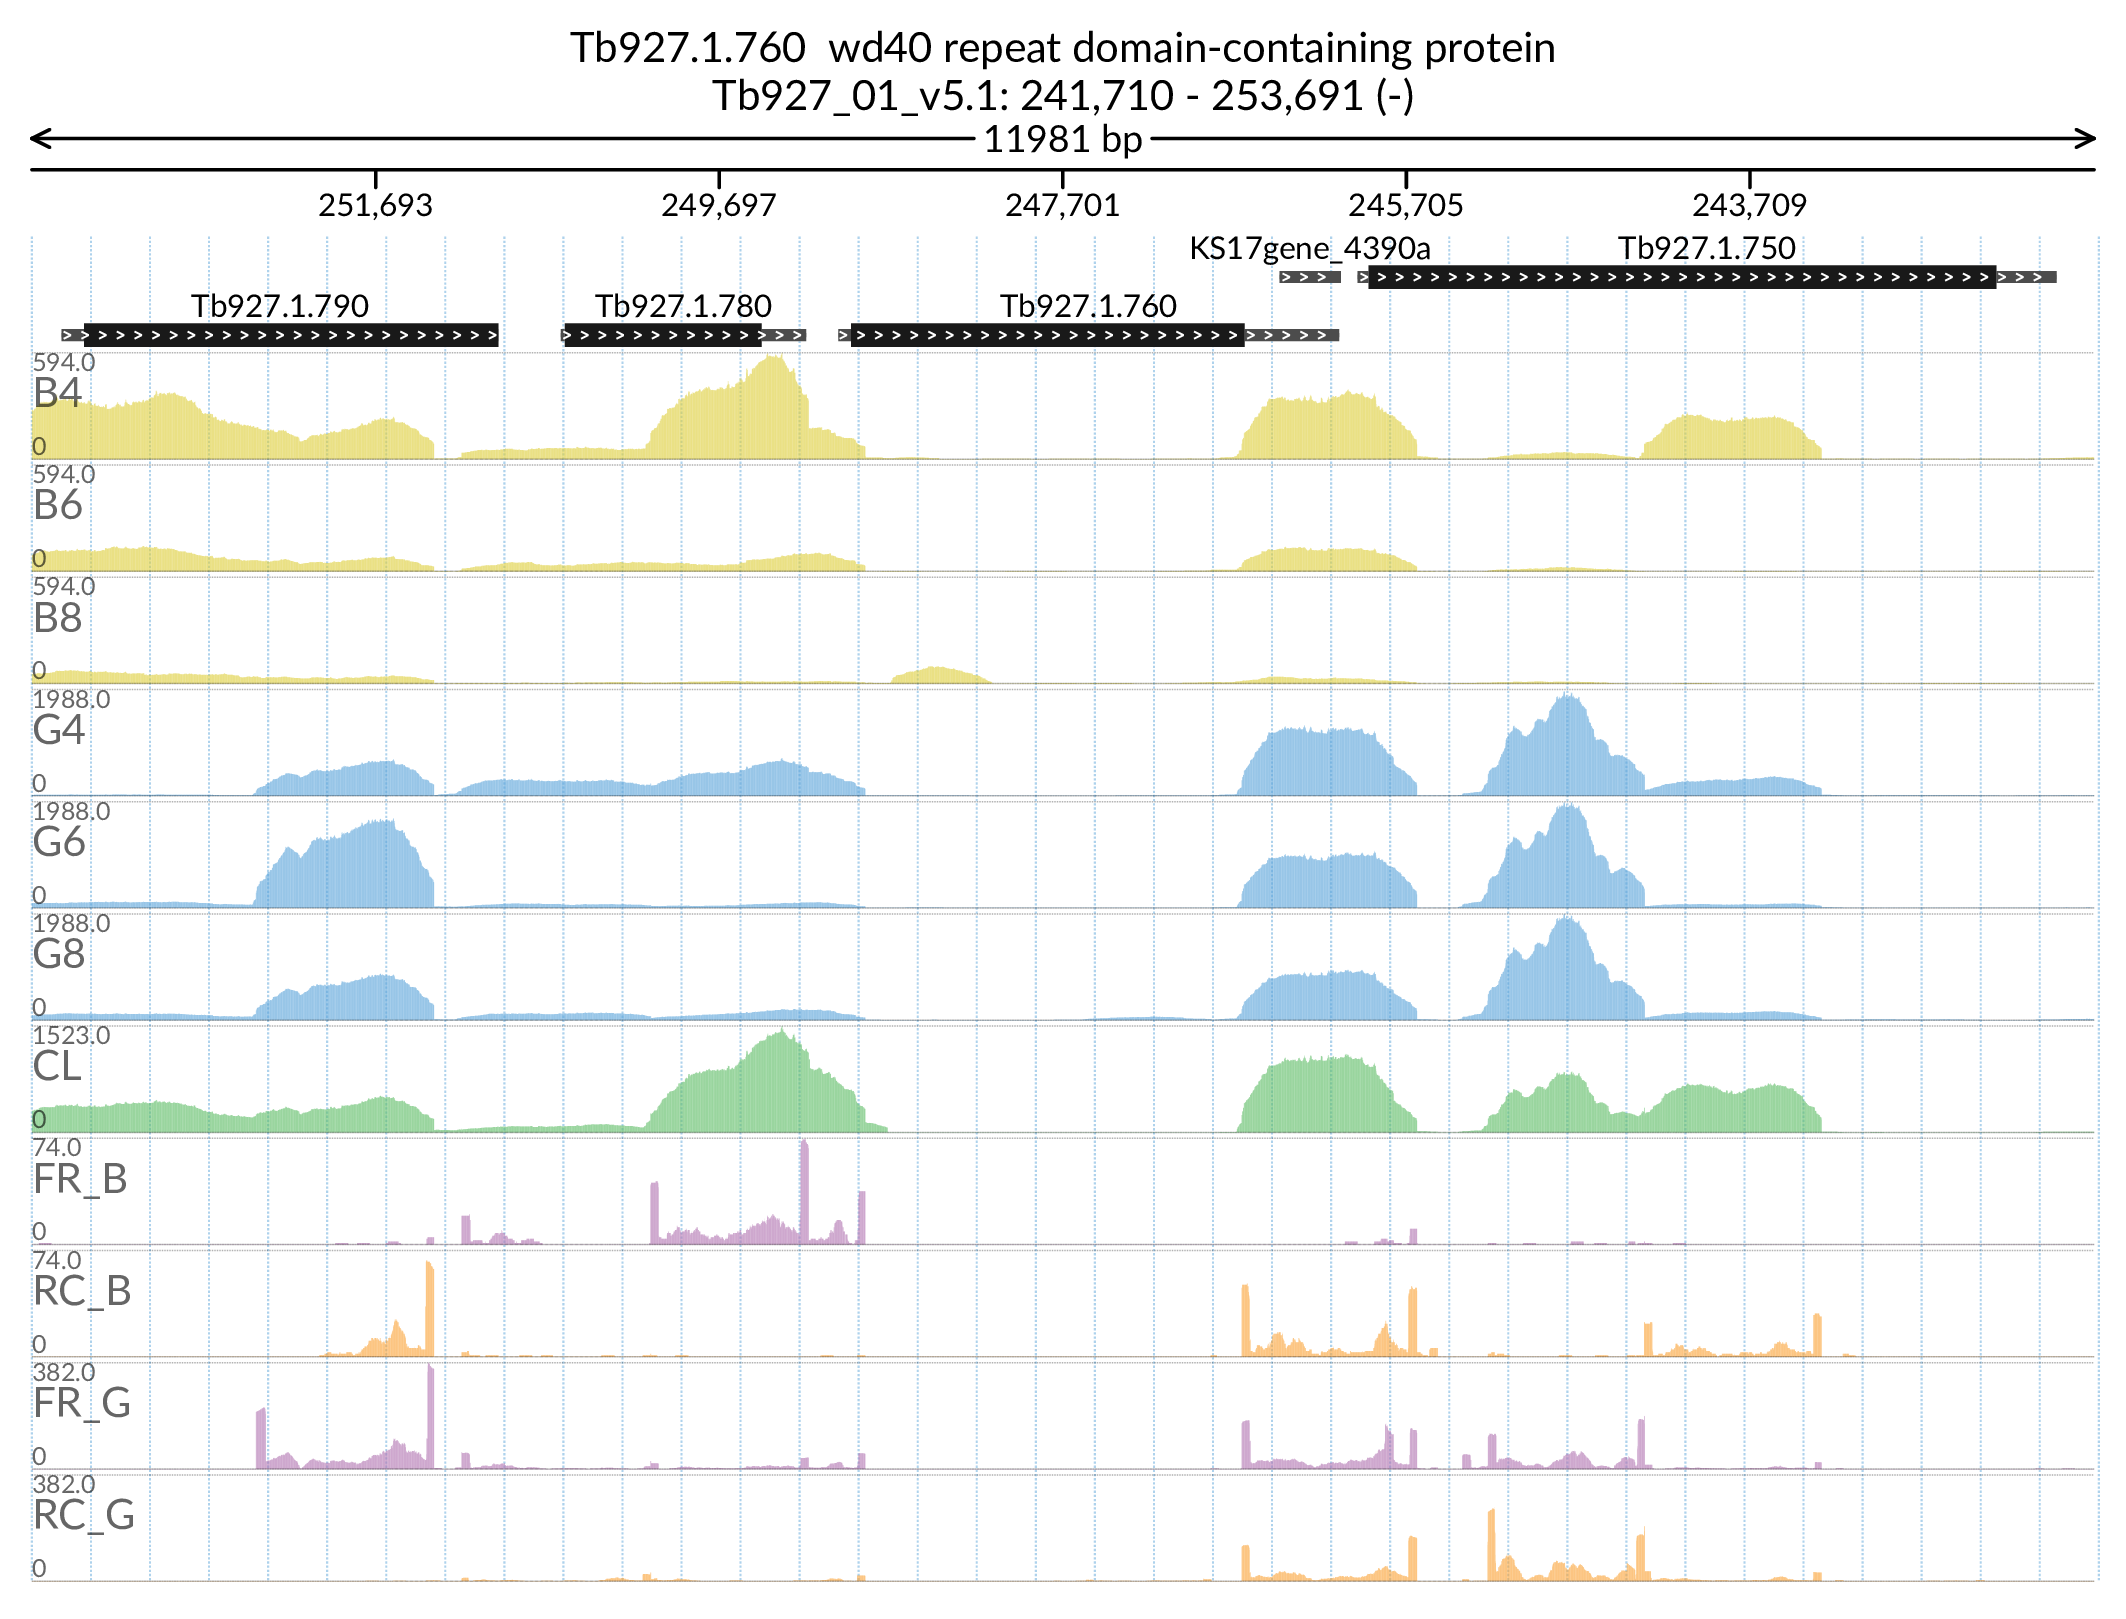 Tb927.1.760  wd40 repeat domain-containing protein
Tb927_01_v5.1: 241,710 - 253,691 (-)
11981 bp
251,693 249,697 247,701 245,705 243,709
KS17gene_4390a Tb927.1.750
Tb927.1.790 Tb927.1.780 Tb927.1.760
594.0
B4
0
594.0
B6
0
594.0
B8
0
1988.0
G4
0
1988.0
G6
0
1988.0
G8
0
1523.0
CL
0
74.0
FR_B
0
74.0
RC_B
0
382.0
FR_G
0
382.0
RC_G
0